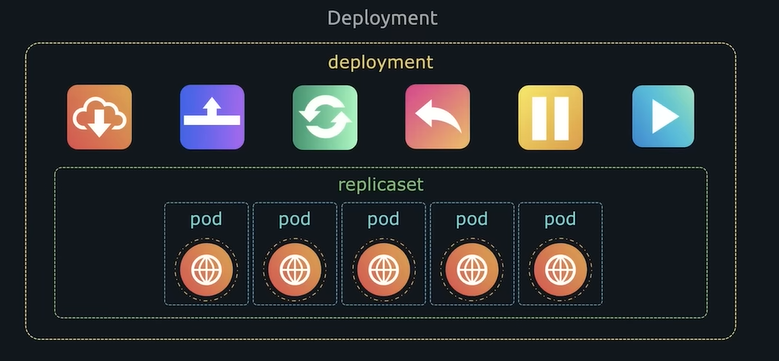 Deployment
deployment
replicaset
pod pod pod pod pod